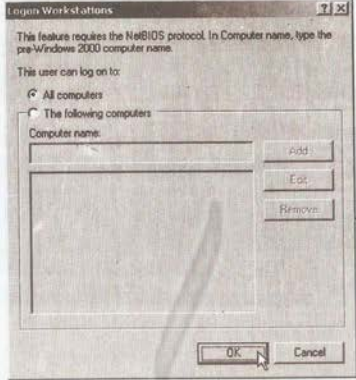 Logon Workstations
This feature requires the NetBIOS protocol. In Computer name, type the
pre-Windows 2000 computer name.
This user can log on to:
All computers
The following computers
Computer name:
Add
Edit
Remove
OK
Cancel